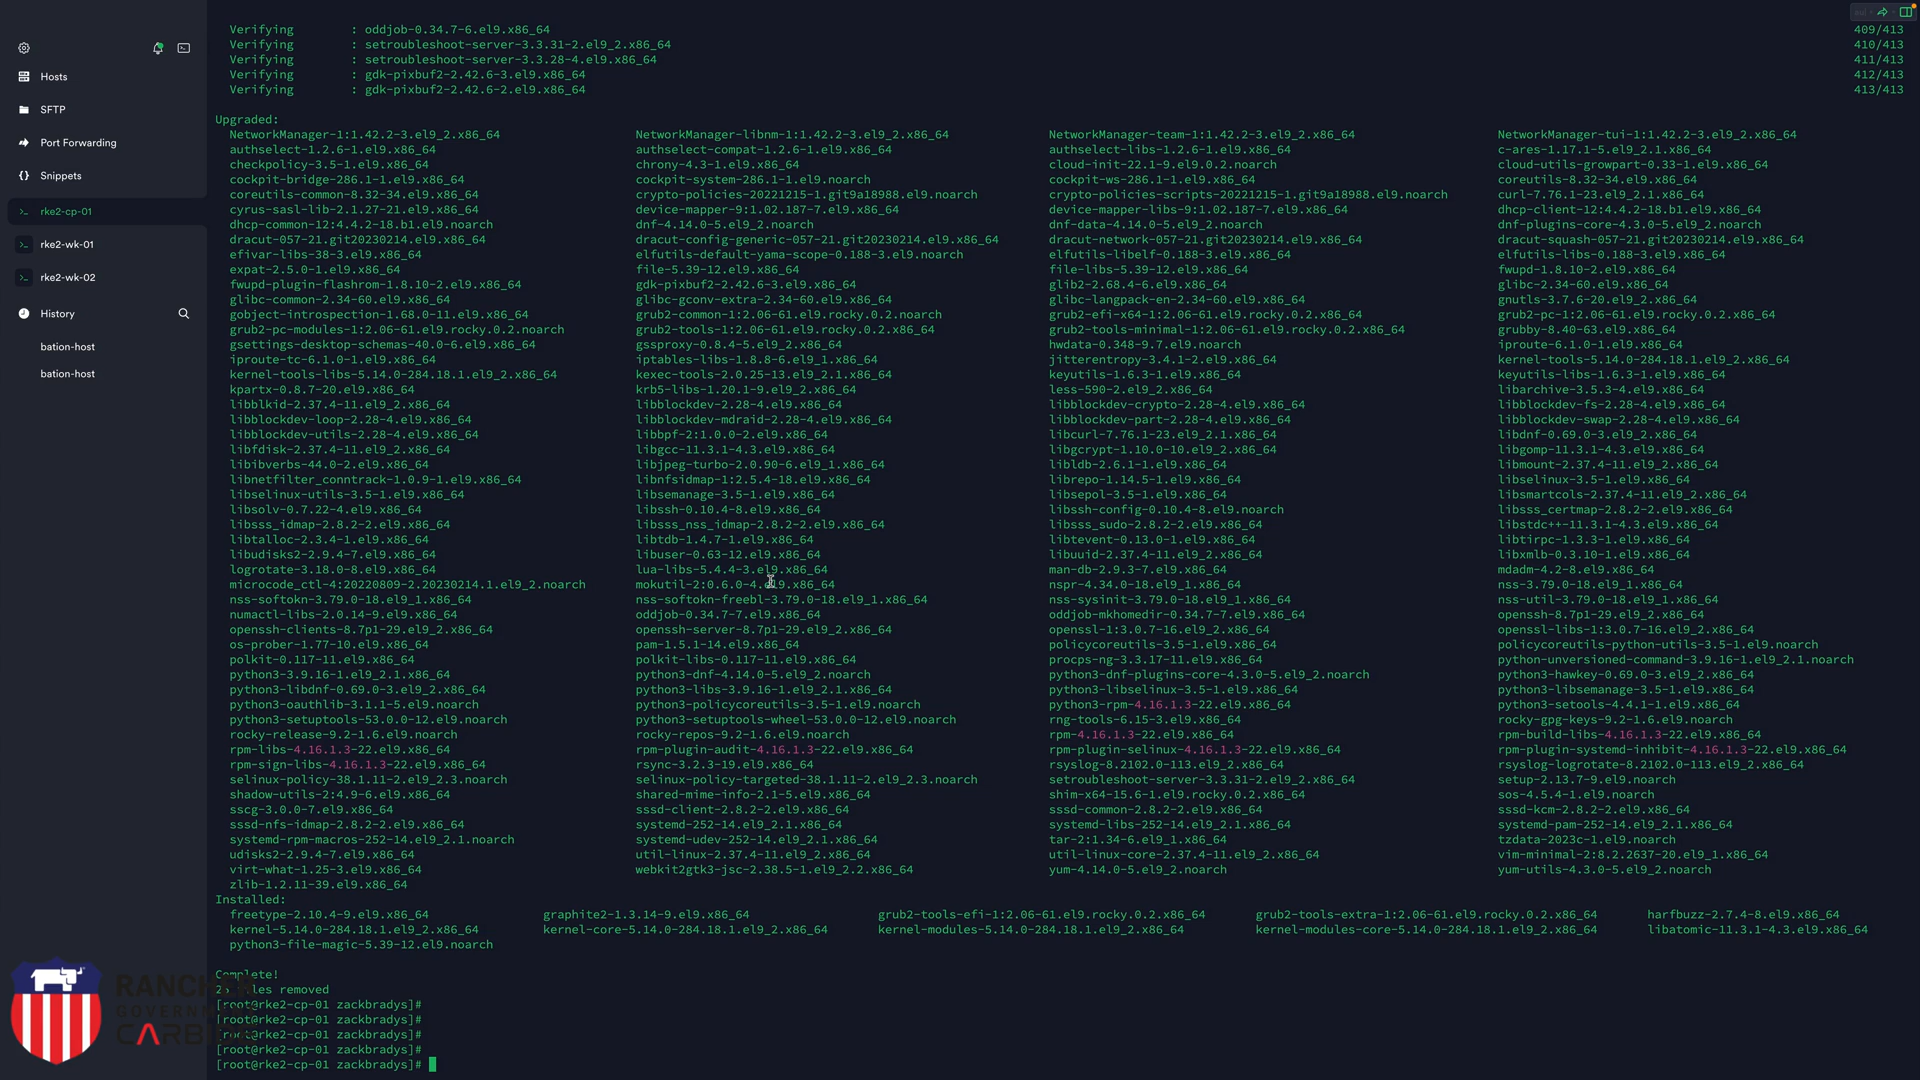 Verifying : oddjob-0.34.7-6.el9.x86_64 409/413
Verifying : setroubleshoot-server-3.3.31-2.el9_2.x86_64 410/413
Verifying : setroubleshoot-server-3.3.28-4.el9.x86_64 411/413
Verifying : gdk-pixbuf2-2.42.6-3.el9.x86_64 412/413
Verifying : gdk-pixbuf2-2.42.6-2.el9.x86_64 413/413
Hosts
SFTP
Port Forwarding
Snippets
rke2-cp-01
rke2-wk-01
rke2-wk-02
History
bation-host
bation-host
Upgraded:
NetworkManager-1:1.42.2-3.el9_2.x86_64 NetworkManager-libnm-1:1.42.2-3.el9_2.x86_64 NetworkManager-team-1:1.42.2-3.el9_2.x86_64 NetworkManager-tui-1:1.42.2-3.el9_2.x86_64
authselect-1.2.6-1.el9.x86_64 authselect-compat-1.2.6-1.el9.x86_64 authselect-libs-1.2.6-1.el9.x86_64 c-ares-1.17.1-5.el9_2.1.x86_64
checkpolicy-3.5-1.el9.x86_64 chrony-4.3-1.el9.x86_64 cloud-init-22.1-9.el9.0.2.noarch cloud-utils-growpart-0.33-1.el9.x86_64
cockpit-bridge-286.1-1.el9.x86_64 cockpit-system-286.1-1.el9.noarch cockpit-ws-286.1-1.el9.x86_64 coreutils-8.32-34.el9.x86_64
coreutils-common-8.32-34.el9.x86_64 crypto-policies-20221215-1.git9a18988.el9.noarch crypto-policies-scripts-20221215-1.git9a18988.el9.noarch curl-7.76.1-23.el9_2.1.x86_64
cyrus-sasl-lib-2.1.27-21.el9.x86_64 device-mapper-9:1.02.187-7.el9.x86_64 device-mapper-libs-9:1.02.187-7.el9.x86_64 dhcp-client-12:4.4.2-18.b1.el9.x86_64
dhcp-common-12:4.4.2-18.b1.el9.noarch dnf-4.14.0-5.el9_2.noarch dnf-data-4.14.0-5.el9_2.noarch dnf-plugins-core-4.3.0-5.el9_2.noarch
dracut-057-21.git20230214.el9.x86_64 dracut-config-generic-057-21.git20230214.el9.x86_64 dracut-network-057-21.git20230214.el9.x86_64 dracut-squash-057-21.git20230214.el9.x86_64
efivar-libs-38-3.el9.x86_64 elfutils-default-yama-scope-0.188-3.el9.noarch elfutils-libelf-0.188-3.el9.x86_64 elfutils-libs-0.188-3.el9.x86_64
expat-2.5.0-1.el9.x86_64 file-5.39-12.el9.x86_64 file-libs-5.39-12.el9.x86_64 fwupd-1.8.10-2.el9.x86_64
fwupd-plugin-flashrom-1.8.10-2.el9.x86_64 gdk-pixbuf2-2.42.6-3.el9.x86_64 glib2-2.68.4-6.el9.x86_64 glibc-2.34-60.el9.x86_64
glibc-common-2.34-60.el9.x86_64 glibc-gconv-extra-2.34-60.el9.x86_64 glibc-langpack-en-2.34-60.el9.x86_64 gnutls-3.7.6-20.el9_2.x86_64
gobject-introspection-1.68.0-11.el9.x86_64 grub2-common-1:2.06-61.el9.rocky.0.2.noarch grub2-efi-x64-1:2.06-61.el9.rocky.0.2.x86_64 grub2-pc-1:2.06-61.el9.rocky.0.2.x86_64
grub2-pc-modules-1:2.06-61.el9.rocky.0.2.noarch grub2-tools-1:2.06-61.el9.rocky.0.2.x86_64 grub2-tools-minimal-1:2.06-61.el9.rocky.0.2.x86_64 grubby-8.40-63.el9.x86_64
gsettings-desktop-schemas-40.0-6.el9.x86_64 gssproxy-0.8.4-5.el9_2.x86_64 hwdata-0.348-9.7.el9.noarch iproute-6.1.0-1.el9.x86_64
iproute-tc-6.1.0-1.el9.x86_64 iptables-libs-1.8.8-6.el9_1.x86_64 jitterentropy-3.4.1-2.el9.x86_64 kernel-tools-5.14.0-284.18.1.el9_2.x86_64
kernel-tools-libs-5.14.0-284.18.1.el9_2.x86_64 kexec-tools-2.0.25-13.el9_2.1.x86_64 keyutils-1.6.3-1.el9.x86_64 keyutils-libs-1.6.3-1.el9.x86_64
kpartx-0.8.7-20.el9.x86_64 krb5-libs-1.20.1-9.el9_2.x86_64 less-590-2.el9_2.x86_64 libarchive-3.5.3-4.el9.x86_64
libblkid-2.37.4-11.el9_2.x86_64 libblockdev-2.28-4.el9.x86_64 libblockdev-crypto-2.28-4.el9.x86_64 libblockdev-fs-2.28-4.el9.x86_64
libblockdev-loop-2.28-4.el9.x86_64 libblockdev-mdraid-2.28-4.el9.x86_64 libblockdev-part-2.28-4.el9.x86_64 libblockdev-swap-2.28-4.el9.x86_64
libblockdev-utils-2.28-4.el9.x86_64 libbpf-2:1.0.0-2.el9.x86_64 libcurl-7.76.1-23.el9_2.1.x86_64 libdnf-0.69.0-3.el9_2.x86_64
libfdisk-2.37.4-11.el9_2.x86_64 libgcc-11.3.1-4.3.el9.x86_64 libgcrypt-1.10.0-10.el9_2.x86_64 libgomp-11.3.1-4.3.el9.x86_64
libibverbs-44.0-2.el9.x86_64 libjpeg-turbo-2.0.90-6.el9_1.x86_64 libldb-2.6.1-1.el9.x86_64 libmount-2.37.4-11.el9_2.x86_64
libnetfilter_conntrack-1.0.9-1.el9.x86_64 libnfsidmap-1:2.5.4-18.el9.x86_64 librepo-1.14.5-1.el9.x86_64 libselinux-3.5-1.el9.x86_64
libselinux-utils-3.5-1.el9.x86_64 libsemanage-3.5-1.el9.x86_64 libsepol-3.5-1.el9.x86_64 libsmartcols-2.37.4-11.el9_2.x86_64
libsolv-0.7.22-4.el9.x86_64 libssh-0.10.4-8.el9.x86_64 libssh-config-0.10.4-8.el9.noarch libsss_certmap-2.8.2-2.el9.x86_64
libsss_idmap-2.8.2-2.el9.x86_64 libsss_nss_idmap-2.8.2-2.el9.x86_64 libsss_sudo-2.8.2-2.el9.x86_64 libstdc++-11.3.1-4.3.el9.x86_64
libtalloc-2.3.4-1.el9.x86_64 libtdb-1.4.7-1.el9.x86_64 libtevent-0.13.0-1.el9.x86_64 libtirpc-1.3.3-1.el9.x86_64
libudisks2-2.9.4-7.el9.x86_64 libuser-0.63-12.el9.x86_64 libuuid-2.37.4-11.el9_2.x86_64 libxmlb-0.3.10-1.el9.x86_64
logrotate-3.18.0-8.el9.x86_64 lua-libs-5.4.4-3.el9.x86_64 man-db-2.9.3-7.el9.x86_64 mdadm-4.2-8.el9.x86_64
microcode_ctl-4:20220809-2.20230214.1.el9_2.noarch mokutil-2:0.6.0-4.el9.x86_64 nspr-4.34.0-18.el9_1.x86_64 nss-3.79.0-18.el9_1.x86_64
nss-softokn-3.79.0-18.el9_1.x86_64 nss-softokn-freebl-3.79.0-18.el9_1.x86_64 nss-sysinit-3.79.0-18.el9_1.x86_64 nss-util-3.79.0-18.el9_1.x86_64
numactl-libs-2.0.14-9.el9.x86_64 oddjob-0.34.7-7.el9.x86_64 oddjob-mkhomedir-0.34.7-7.el9.x86_64 openssh-8.7p1-29.el9_2.x86_64
openssh-clients-8.7p1-29.el9_2.x86_64 openssh-server-8.7p1-29.el9_2.x86_64 openssl-1:3.0.7-16.el9_2.x86_64 openssl-libs-1:3.0.7-16.el9_2.x86_64
os-prober-1.77-10.el9.x86_64 pam-1.5.1-14.el9.x86_64 policycoreutils-3.5-1.el9.x86_64 policycoreutils-python-utils-3.5-1.el9.noarch
polkit-0.117-11.el9.x86_64 polkit-libs-0.117-11.el9.x86_64 procps-ng-3.3.17-11.el9.x86_64 python-unversioned-command-3.9.16-1.el9_2.1.noarch
python3-3.9.16-1.el9_2.1.x86_64 python3-dnf-4.14.0-5.el9_2.noarch python3-dnf-plugins-core-4.3.0-5.el9_2.noarch python3-hawkey-0.69.0-3.el9_2.x86_64
python3-libdnf-0.69.0-3.el9_2.x86_64 python3-libs-3.9.16-1.el9_2.1.x86_64 python3-libselinux-3.5-1.el9.x86_64 python3-libsemanage-3.5-1.el9.x86_64
python3-oauthlib-3.1.1-5.el9.noarch python3-policycoreutils-3.5-1.el9.noarch python3-rpm-4.16.1.3-22.el9.x86_64 python3-setools-4.4.1-1.el9.x86_64
python3-setuptools-53.0.0-12.el9.noarch python3-setuptools-wheel-53.0.0-12.el9.noarch rng-tools-6.15-3.el9.x86_64 rocky-gpg-keys-9.2-1.6.el9.noarch
rocky-release-9.2-1.6.el9.noarch rocky-repos-9.2-1.6.el9.noarch rpm-4.16.1.3-22.el9.x86_64 rpm-build-libs-4.16.1.3-22.el9.x86_64
rpm-libs-4.16.1.3-22.el9.x86_64 rpm-plugin-audit-4.16.1.3-22.el9.x86_64 rpm-plugin-selinux-4.16.1.3-22.el9.x86_64 rpm-plugin-systemd-inhibit-4.16.1.3-22.el9.x86_64
rpm-sign-libs-4.16.1.3-22.el9.x86_64 rsync-3.2.3-19.el9.x86_64 rsyslog-8.2102.0-113.el9_2.x86_64 rsyslog-logrotate-8.2102.0-113.el9_2.x86_64
selinux-policy-38.1.11-2.el9_2.3.noarch selinux-policy-targeted-38.1.11-2.el9_2.3.noarch setroubleshoot-server-3.3.31-2.el9_2.x86_64 setup-2.13.7-9.el9.noarch
shadow-utils-2:4.9-6.el9.x86_64 shared-mime-info-2.1-5.el9.x86_64 shim-x64-15.6-1.el9.rocky.0.2.x86_64 sos-4.5.4-1.el9.noarch
sscg-3.0.0-7.el9.x86_64 sssd-client-2.8.2-2.el9.x86_64 sssd-common-2.8.2-2.el9.x86_64 sssd-kcm-2.8.2-2.el9.x86_64
sssd-nfs-idmap-2.8.2-2.el9.x86_64 systemd-252-14.el9_2.1.x86_64 systemd-libs-252-14.el9_2.1.x86_64 systemd-pam-252-14.el9_2.1.x86_64
systemd-rpm-macros-252-14.el9_2.1.noarch systemd-udev-252-14.el9_2.1.x86_64 tar-2:1.34-6.el9_1.x86_64 tzdata-2023c-1.el9.noarch
udisks2-2.9.4-7.el9.x86_64 util-linux-2.37.4-11.el9_2.x86_64 util-linux-core-2.37.4-11.el9_2.x86_64 vim-minimal-2:8.2.2637-20.el9_1.x86_64
virt-what-1.25-3.el9.x86_64 webkit2gtk3-jsc-2.38.5-1.el9_2.2.x86_64 yum-4.14.0-5.el9_2.noarch yum-utils-4.3.0-5.el9_2.noarch
zlib-1.2.11-39.el9.x86_64
Installed:
freetype-2.10.4-9.el9.x86_64 graphite2-1.3.14-9.el9.x86_64 grub2-tools-efi-1:2.06-61.el9.rocky.0.2.x86_64 grub2-tools-extra-1:2.06-61.el9.rocky.0.2.x86_64 harfbuzz-2.7.4-8.el9.x86_64
kernel-5.14.0-284.18.1.el9_2.x86_64 kernel-core-5.14.0-284.18.1.el9_2.x86_64 kernel-modules-5.14.0-284.18.1.el9_2.x86_64 kernel-modules-core-5.14.0-284.18.1.el9_2.x86_64 libatomic-11.3.1-4.3.el9.x86_64
python3-file-magic-5.39-12.el9.noarch
Complete!
removed
[root@rke2-cp-01 zackbradys]#
[root@rke2-cp-01 zackbradys]#
[root@rke2-cp-01 zackbradys]#
[root@rke2-cp-01 zackbradys]#
[root@rke2-cp-01 zackbradys]#